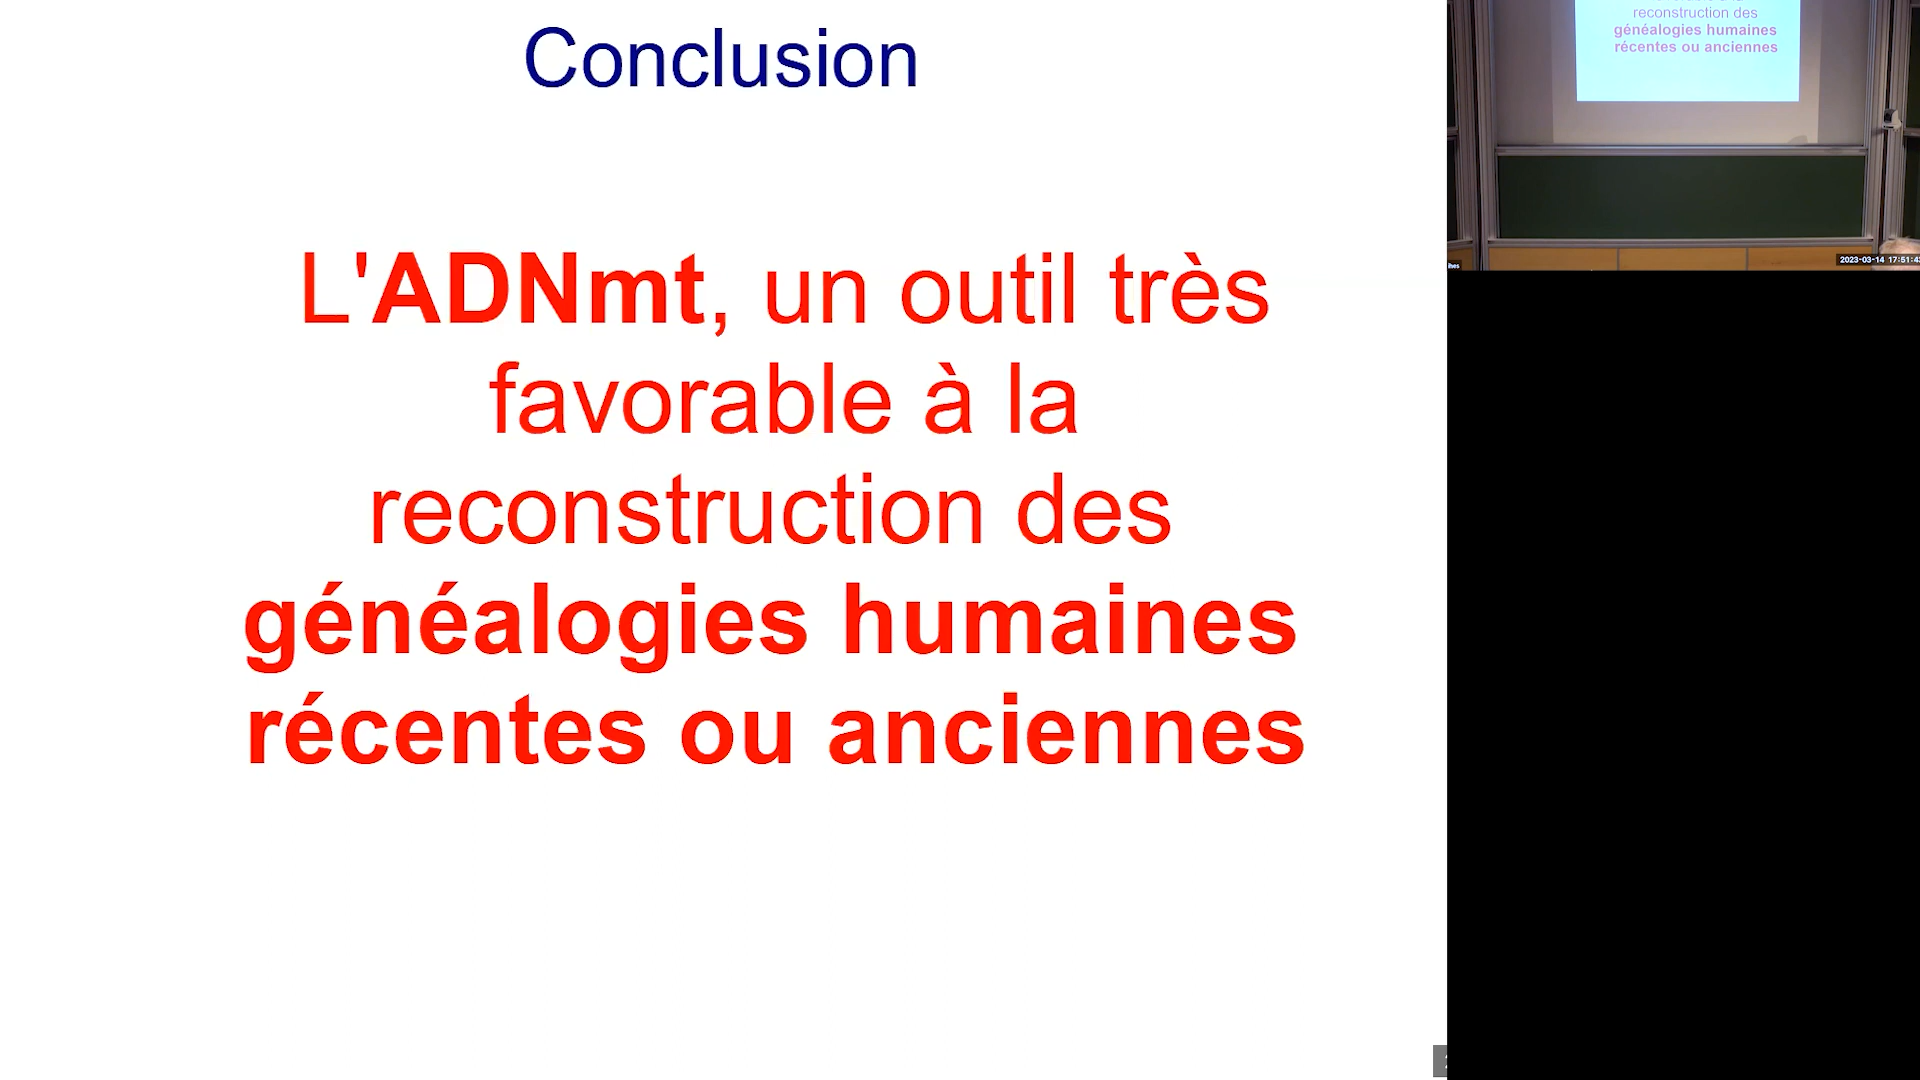 Conclusion
L'ADNmt, un outil très
favorable à la
reconstruction des
généalogies humaines
récentes ou anciennes
reconstruction des
généalogies humaines
récentes ou anciennes
2023-03-14 17:51:4